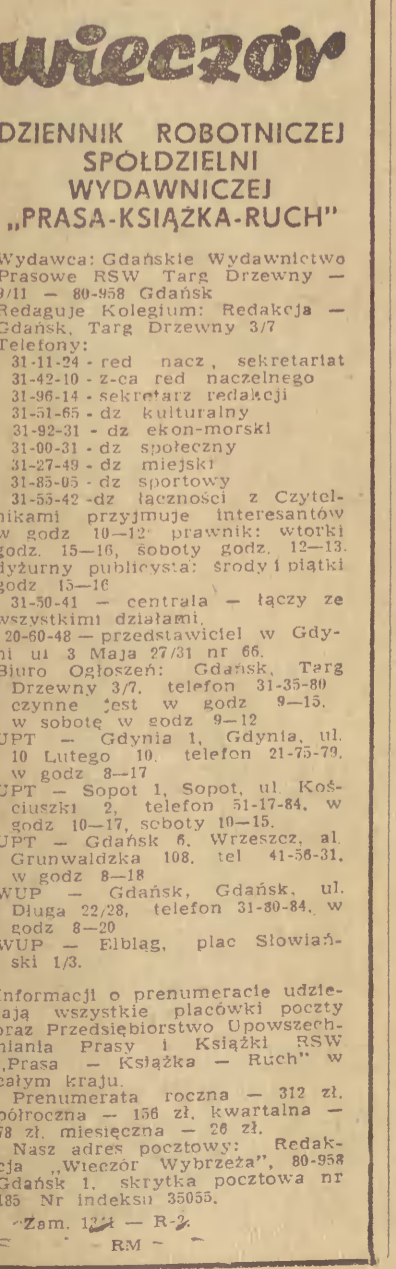 wieczór
DZIENNIK ROBOTNICZEJ
SPÓŁDZIELNI
WYDAWNICZEJ
„PRASA-KSIĄŻKA-RUCH"
Wydawca: Gdańskie Wydawnictwo
Prasowe RSW Targ Drzewny —
9/11 — 80-958 Gdańsk
Redaguje Kolegium: Redakcja —
Gdańsk, Targ Drzewny 3/7
Telefony:
31-11-24 - red nacz, sekretariat
31-42-10 - z-ca red naczelnego
31-96-14 - sekretarz redakcji
31-51-65 - dz kulturalny
31-92-31 - dz ekon-morski
31-00-31 - dz społeczny
31-27-49 - dz miejski
31-85-05 - dz sportowy
31-55-42 -dz łączności z Czytel-
nikami przyjmuje interesantów
w godz 10—12 prawnik: wtorki
godz. 15—16, soboty godz. 12—13.
dyżurny publicysta: środy i piątki
godz 15—16
31-50-41 — centrala — łączy ze
wszystkimi działami.
20-60-48 — przedstawiciel w Gdy-
ni ul 3 Maja 27/31 nr 66.
Biuro Ogłoszeń: Gdańsk, Targ
Drzewny 3/7. telefon 31-35-80
czynne jest w godz 9—15.
w sobotę w godz 9—12
UPT — Gdynia 1, Gdynia, ul.
10 Lutego 10. telefon 21-75-79.
w godz 8—17
UPT — Sopot 1, Sopot, ul Koś-
ciuszki 2, telefon 51-17-84, w
godz 10—17, soboty 10—15.
UPT — Gdańsk 6. Wrzeszcz, al.
Grunwaldzka 108. tel 41-56-31.
w godz 8—18
WUP — Gdańsk, Gdańsk, ul.
Długa 22/28, telefon 31-80-84, w
godz 8—20
WUP — Elbląg, plac Słowiań-
ski 1/3.
Informacji o prenumeracie udzie-
lają wszystkie placówki poczty
oraz Przedsiębiorstwo Upowszech-
niania Prasy i Książki RSW
„Prasa — Książka — Ruch" w
całym kraju.
Prenumerata roczna — 312 zł.
półroczna — 156 zł, kwartalna —
78 zł. miesięczna — 26 zł.
Nasz adres pocztowy: Redak-
cja „Wieczór Wybrzeża", 80-958
Gdańsk 1. skrytka pocztowa nr
185 Nr indeksu 35055.
Zam. — R-2.
RM